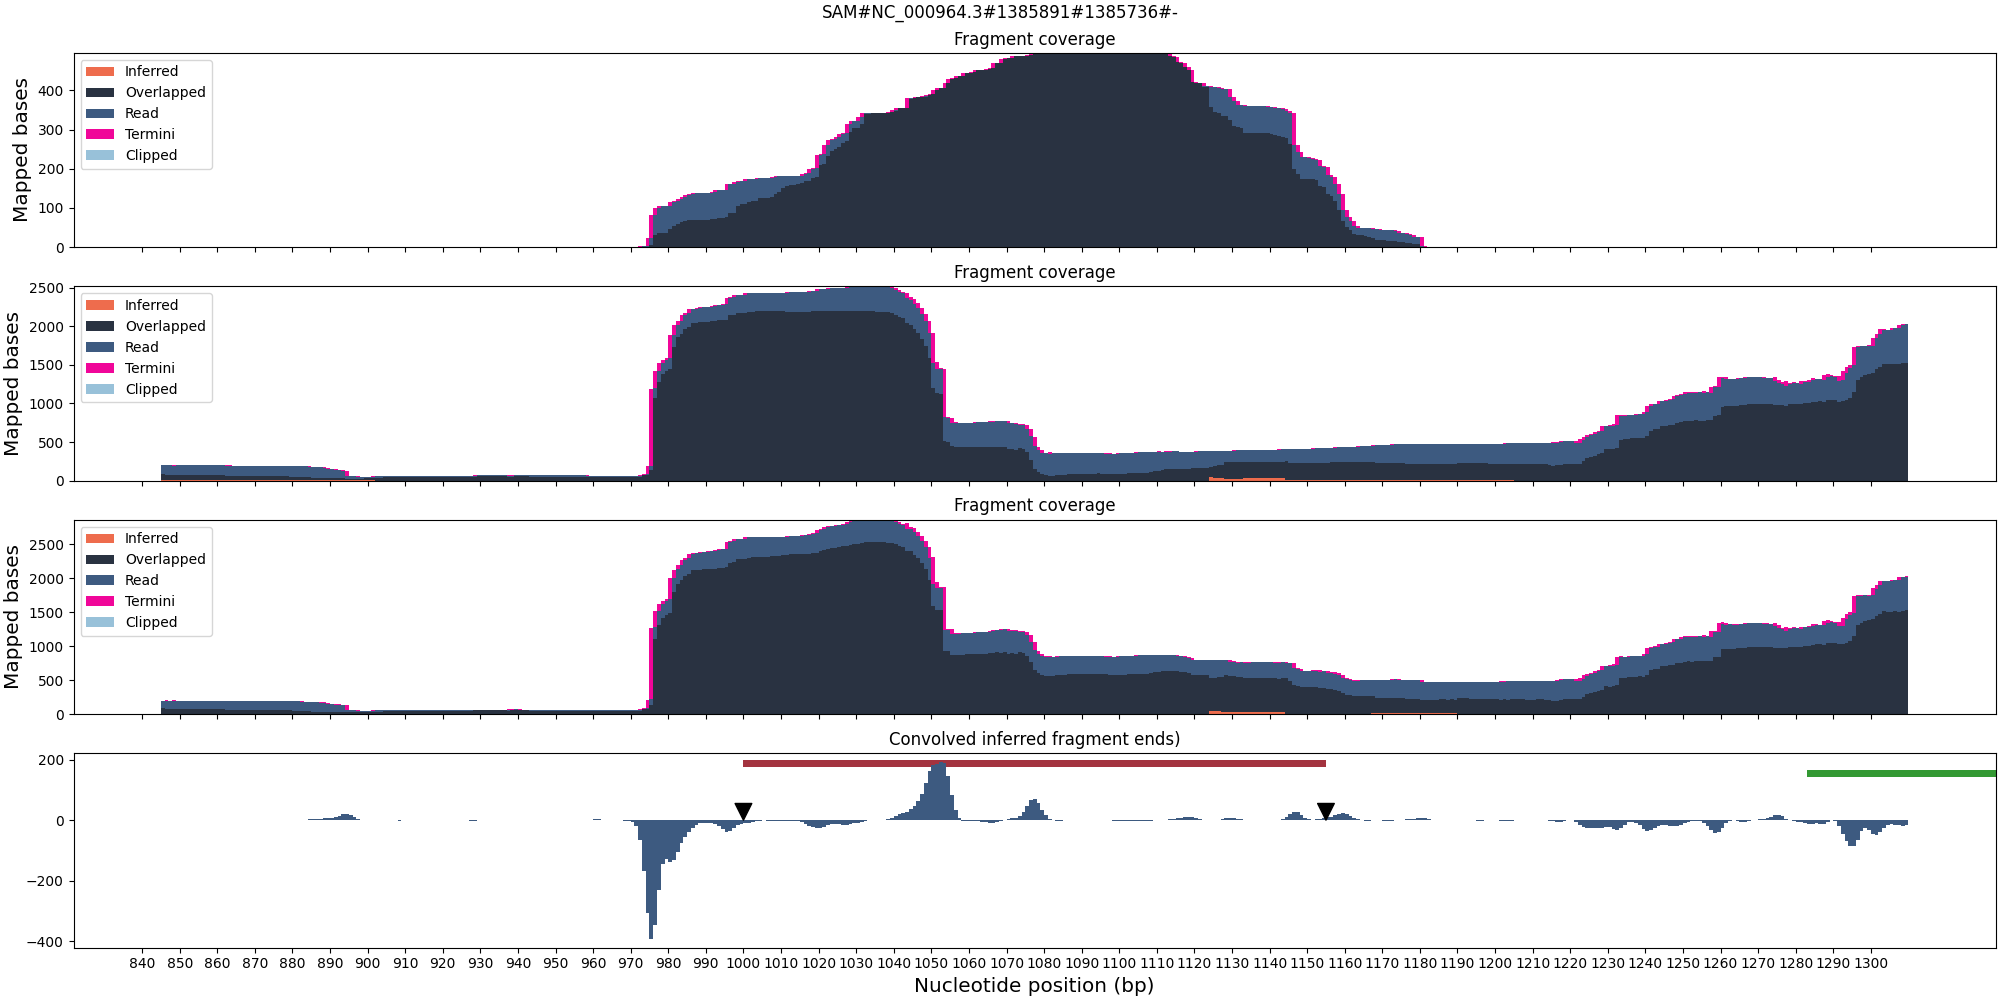 SAM#NC_000964.3#1385891#1385736#-
Fragment coverage
Mapped bases
400
300
200
100
0
Inferred
Overlapped
Read
Termini
Clipped
Fragment coverage
Mapped bases
2500
2000
1500
1000
500
0
Inferred
Overlapped
Read
Termini
Clipped
Fragment coverage
Mapped bases
2500
2000
1500
1000
500
0
Inferred
Overlapped
Read
Termini
Clipped
Convolved inferred fragment ends)
200
0
−200
−400
840 850 860 870 880 890 900 910 920 930 940 950 960 970 980 990 1000 1010 1020 1030 1040 1050 1060 1070 1080 1090 1100 1110 1120 1130 1140 1150 1160 1170 1180 1190 1200 1210 1220 1230 1240 1250 1260 1270 1280 1290 1300
Nucleotide position (bp)